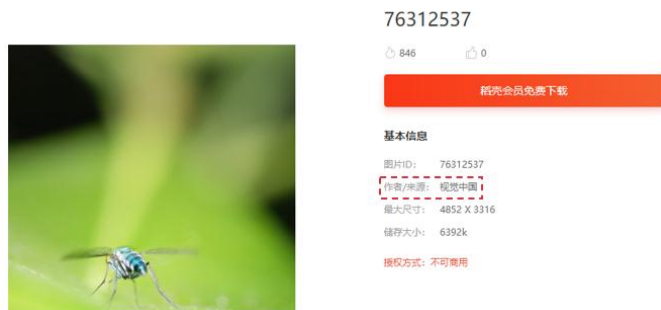 76312537
846 0
稻壳会员免费下载
基本信息
图片ID: 76312537
作者/来源: 视觉中国
最大尺寸: 4852 X 3316
储存大小: 6392k
授权方式: 不可商用